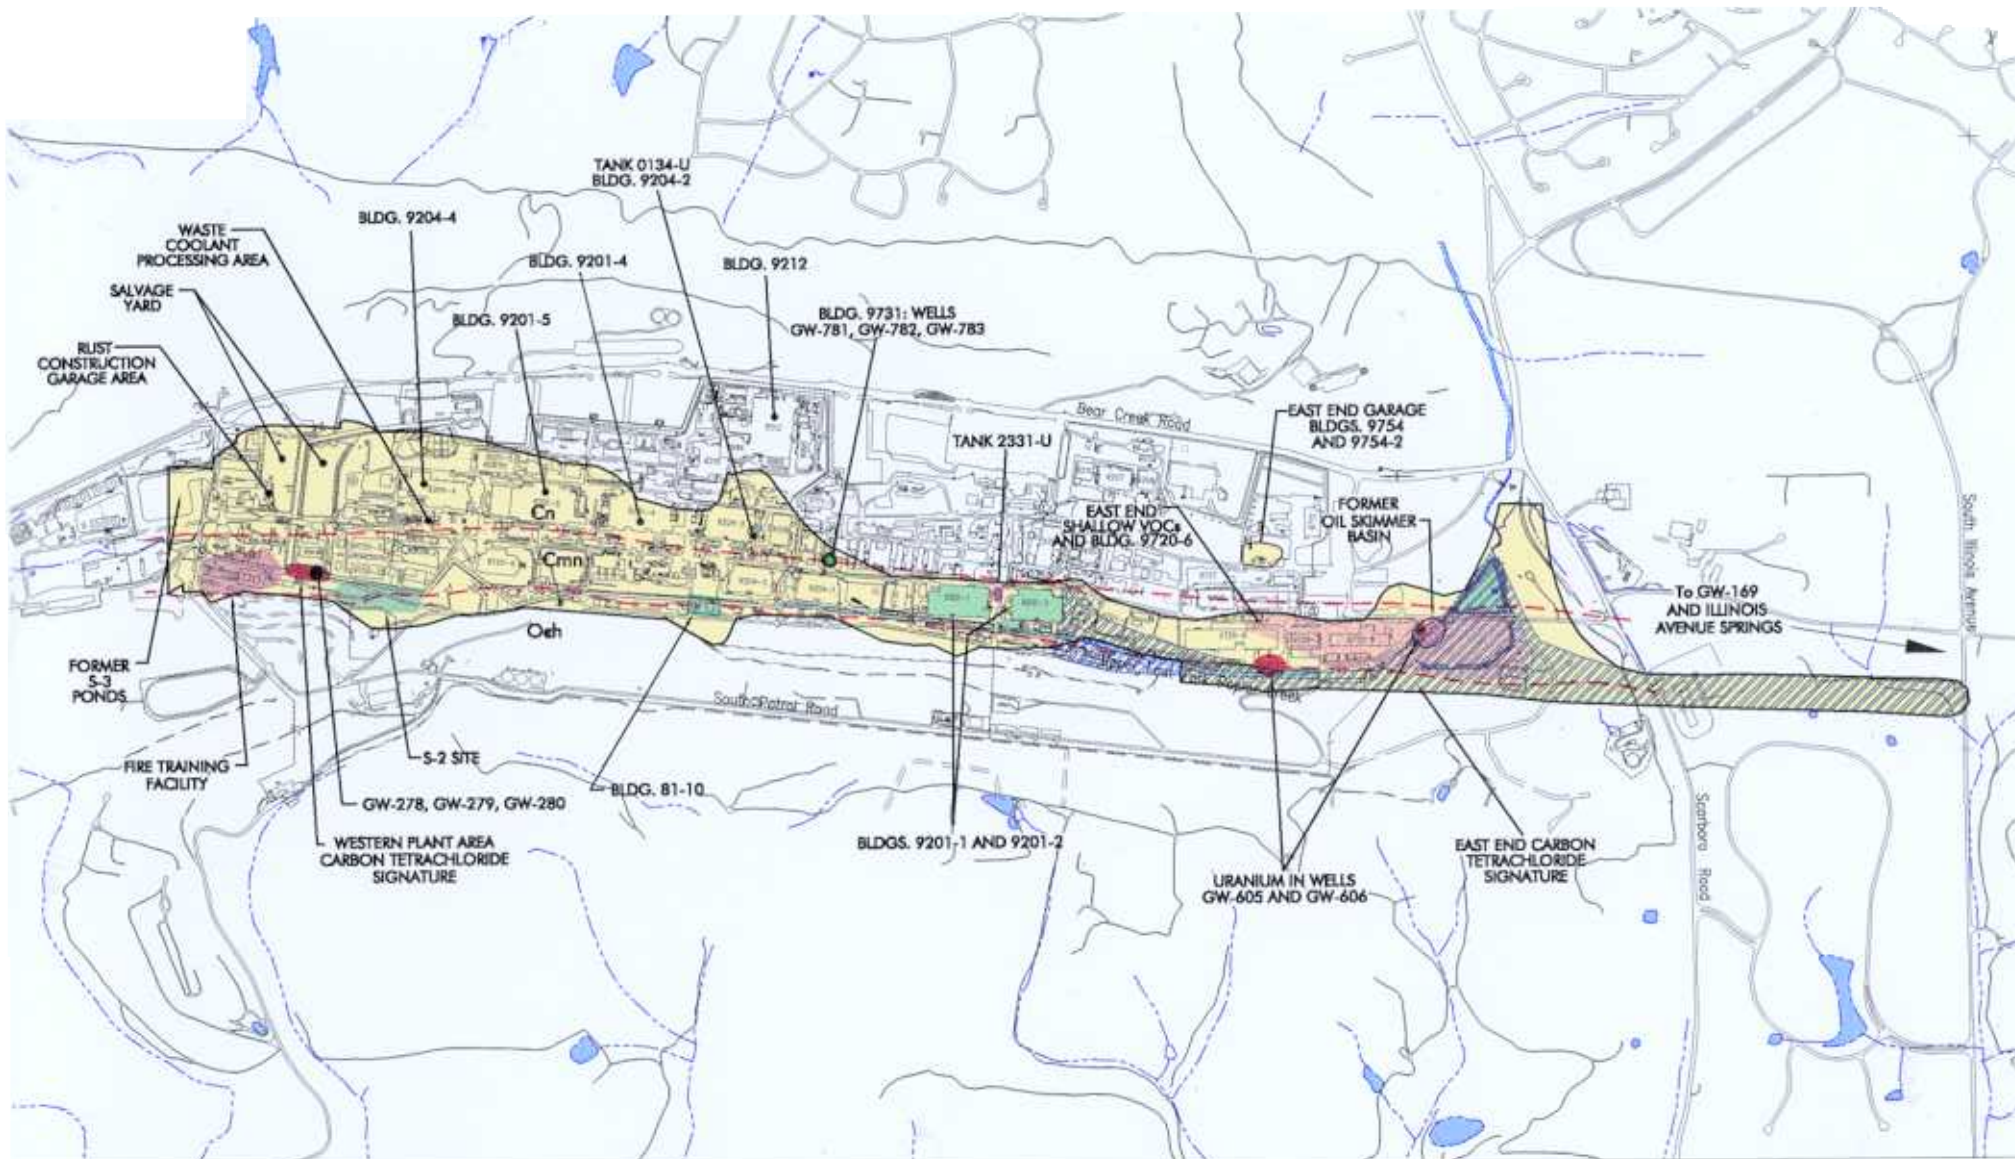 TANK 0134-U
BLDG. 9204-2
BLDG. 9204-4
WASTE
COOLANT
PROCESSING AREA
BLDG. 9201-4
BLDG. 9212
SALVAGE
YARD
BLDG. 9201-5
BLDG. 9731: WELLS
GW-781, GW-782, GW-783
RUST
CONSTRUCTION
GARAGE AREA
Bear Creek Road
EAST END GARAGE
BLDGS. 9754
AND 9754-2
TANK 2331-U
EAST END
SHALLOW VOCs
AND BLDG. 9720-6
FORMER
OIL SKIMMER
BASIN
South Illinois Avenue
Cn
Cmn
To GW-169
AND ILLINOIS
AVENUE SPRINGS
Och
FORMER
S-3
PONDS
South Patrol Road
Creek
FIRE TRAINING
FACILITY
S-2 SITE
GW-278, GW-279, GW-280
BLDG. 81-10
WESTERN PLANT AREA
CARBON TETRACHLORIDE
SIGNATURE
BLDGS. 9201-1 AND 9201-2
URANIUM IN WELLS
GW-605 AND GW-606
EAST END CARBON
TETRACHLORIDE
SIGNATURE
Scarboro Road